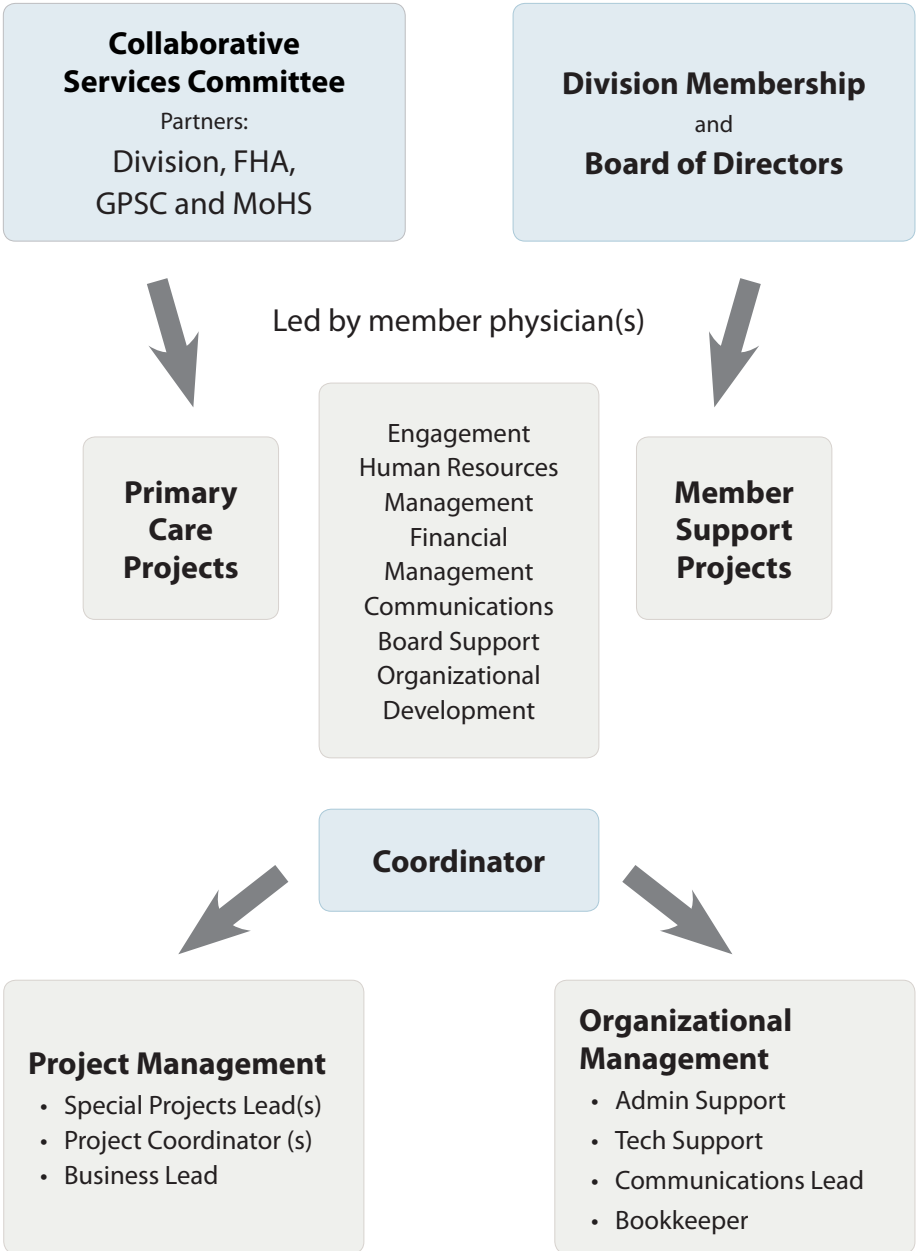 Collaborative
Services Committee
Partners:
Division, FHA,
GPSC and MoHS
Division Membership
and
Board of Directors
Led by member physician(s)
Primary
Care
Projects
Engagement
Human Resources
Management
Financial
Management
Communications
Board Support
Organizational
Development
Member
Support
Projects
Coordinator
Project Management
• Special Projects Lead(s)
• Project Coordinator (s)
• Business Lead
Organizational
Management
• Admin Support
• Tech Support
• Communications Lead
• Bookkeeper